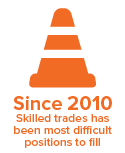 Since 2010
Skilled trades has
been most difficult
positions to fill